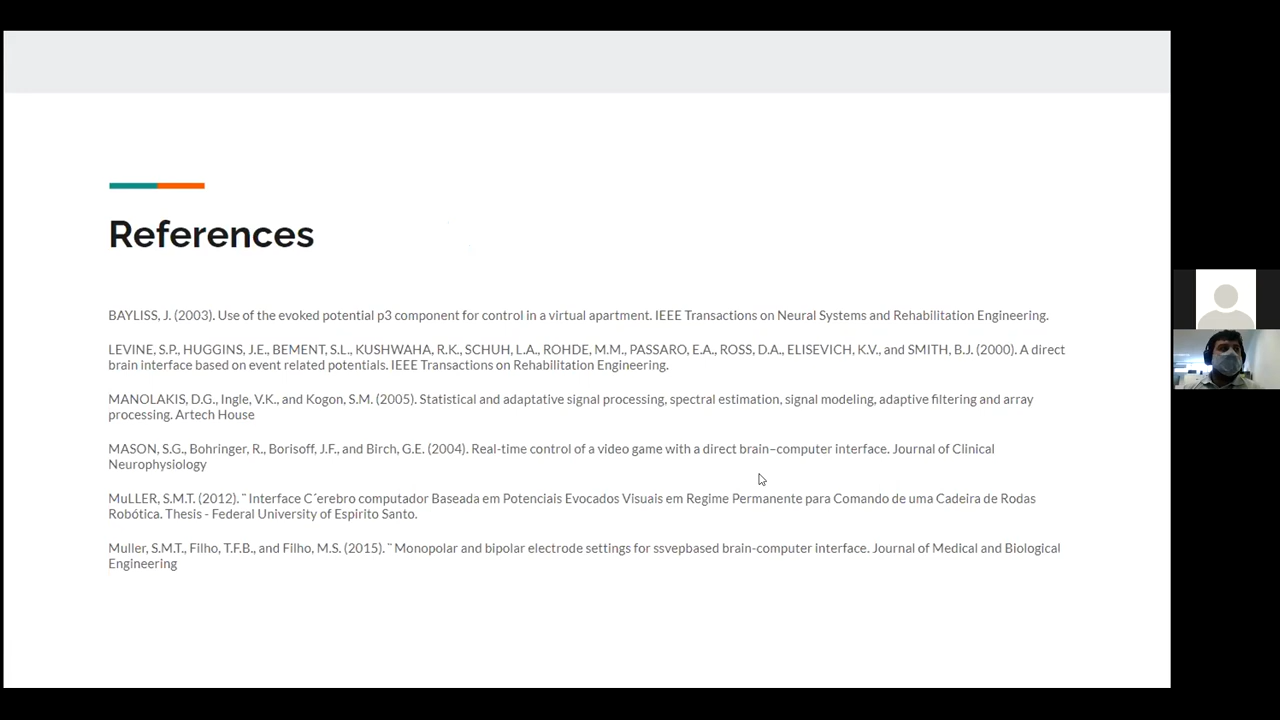 References
BAYLISS, J. (2003). Use of the evoked potential p3 component for control in a virtual apartment. IEEE Transactions on Neural Systems and Rehabilitation Engineering.
LEVINE, S.P., HUGGINS, J.E., BEMENT, S.L., KUSHWAHA, R.K., SCHUH, L.A., ROHDE, M.M., PASSARO, E.A., ROSS, D.A., ELISEVICH, K.V., and SMITH, B.J. (2000). A direct
brain interface based on event related potentials. IEEE Transactions on Rehabilitation Engineering.
MANOLAKIS, D.G., Ingle, V.K., and Kogon, S.M. (2005). Statistical and adaptative signal processing, spectral estimation, signal modeling, adaptive filtering and array
processing. Artech House
MASON, S.G., Bohringer, R., Borisoff, J.F., and Birch, G.E. (2004). Real-time control of a video game with a direct brain–computer interface. Journal of Clinical
Neurophysiology
MuLLER, S.M.T. (2012). ¨ Interface C´erebro computador Baseada em Potenciais Evocados Visuais em Regime Permanente para Comando de uma Cadeira de Rodas
Robótica. Thesis - Federal University of Espirito Santo.
Muller, S.M.T., Filho, T.F.B., and Filho, M.S. (2015). ¨ Monopolar and bipolar electrode settings for ssvepbased brain-computer interface. Journal of Medical and Biological
Engineering